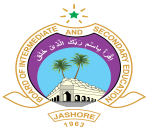 BOARD OF INTERMEDIATE AND SECONDARY EDUCATION
اقرأ باسم ربك الذي خلق
JASHORE
1963